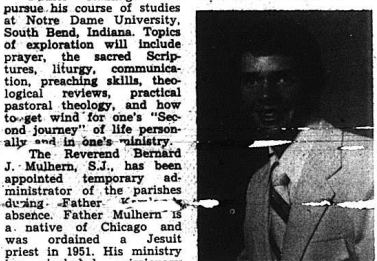 pursue his course of studies
at Notre Dame University,
South Bend, Indiana. Topics
of exploration will include
prayer, the sacred Scrip-
tures, liturgy, communica-
tion, preaching skills, theo-
logical reviews, practical
pastoral theology, and how
to get wind for one's "Sec-
ond journey" of life person-
ally and in one's ministry.
The Reverend Bernard
J. Mulhern, S.J., has been
appointed temporary ad-
ministrator of the parishes
during Father
absence. Father Mulhern is
a native of Chicago and
was ordained a Jesuit
priest in 1951. His ministry